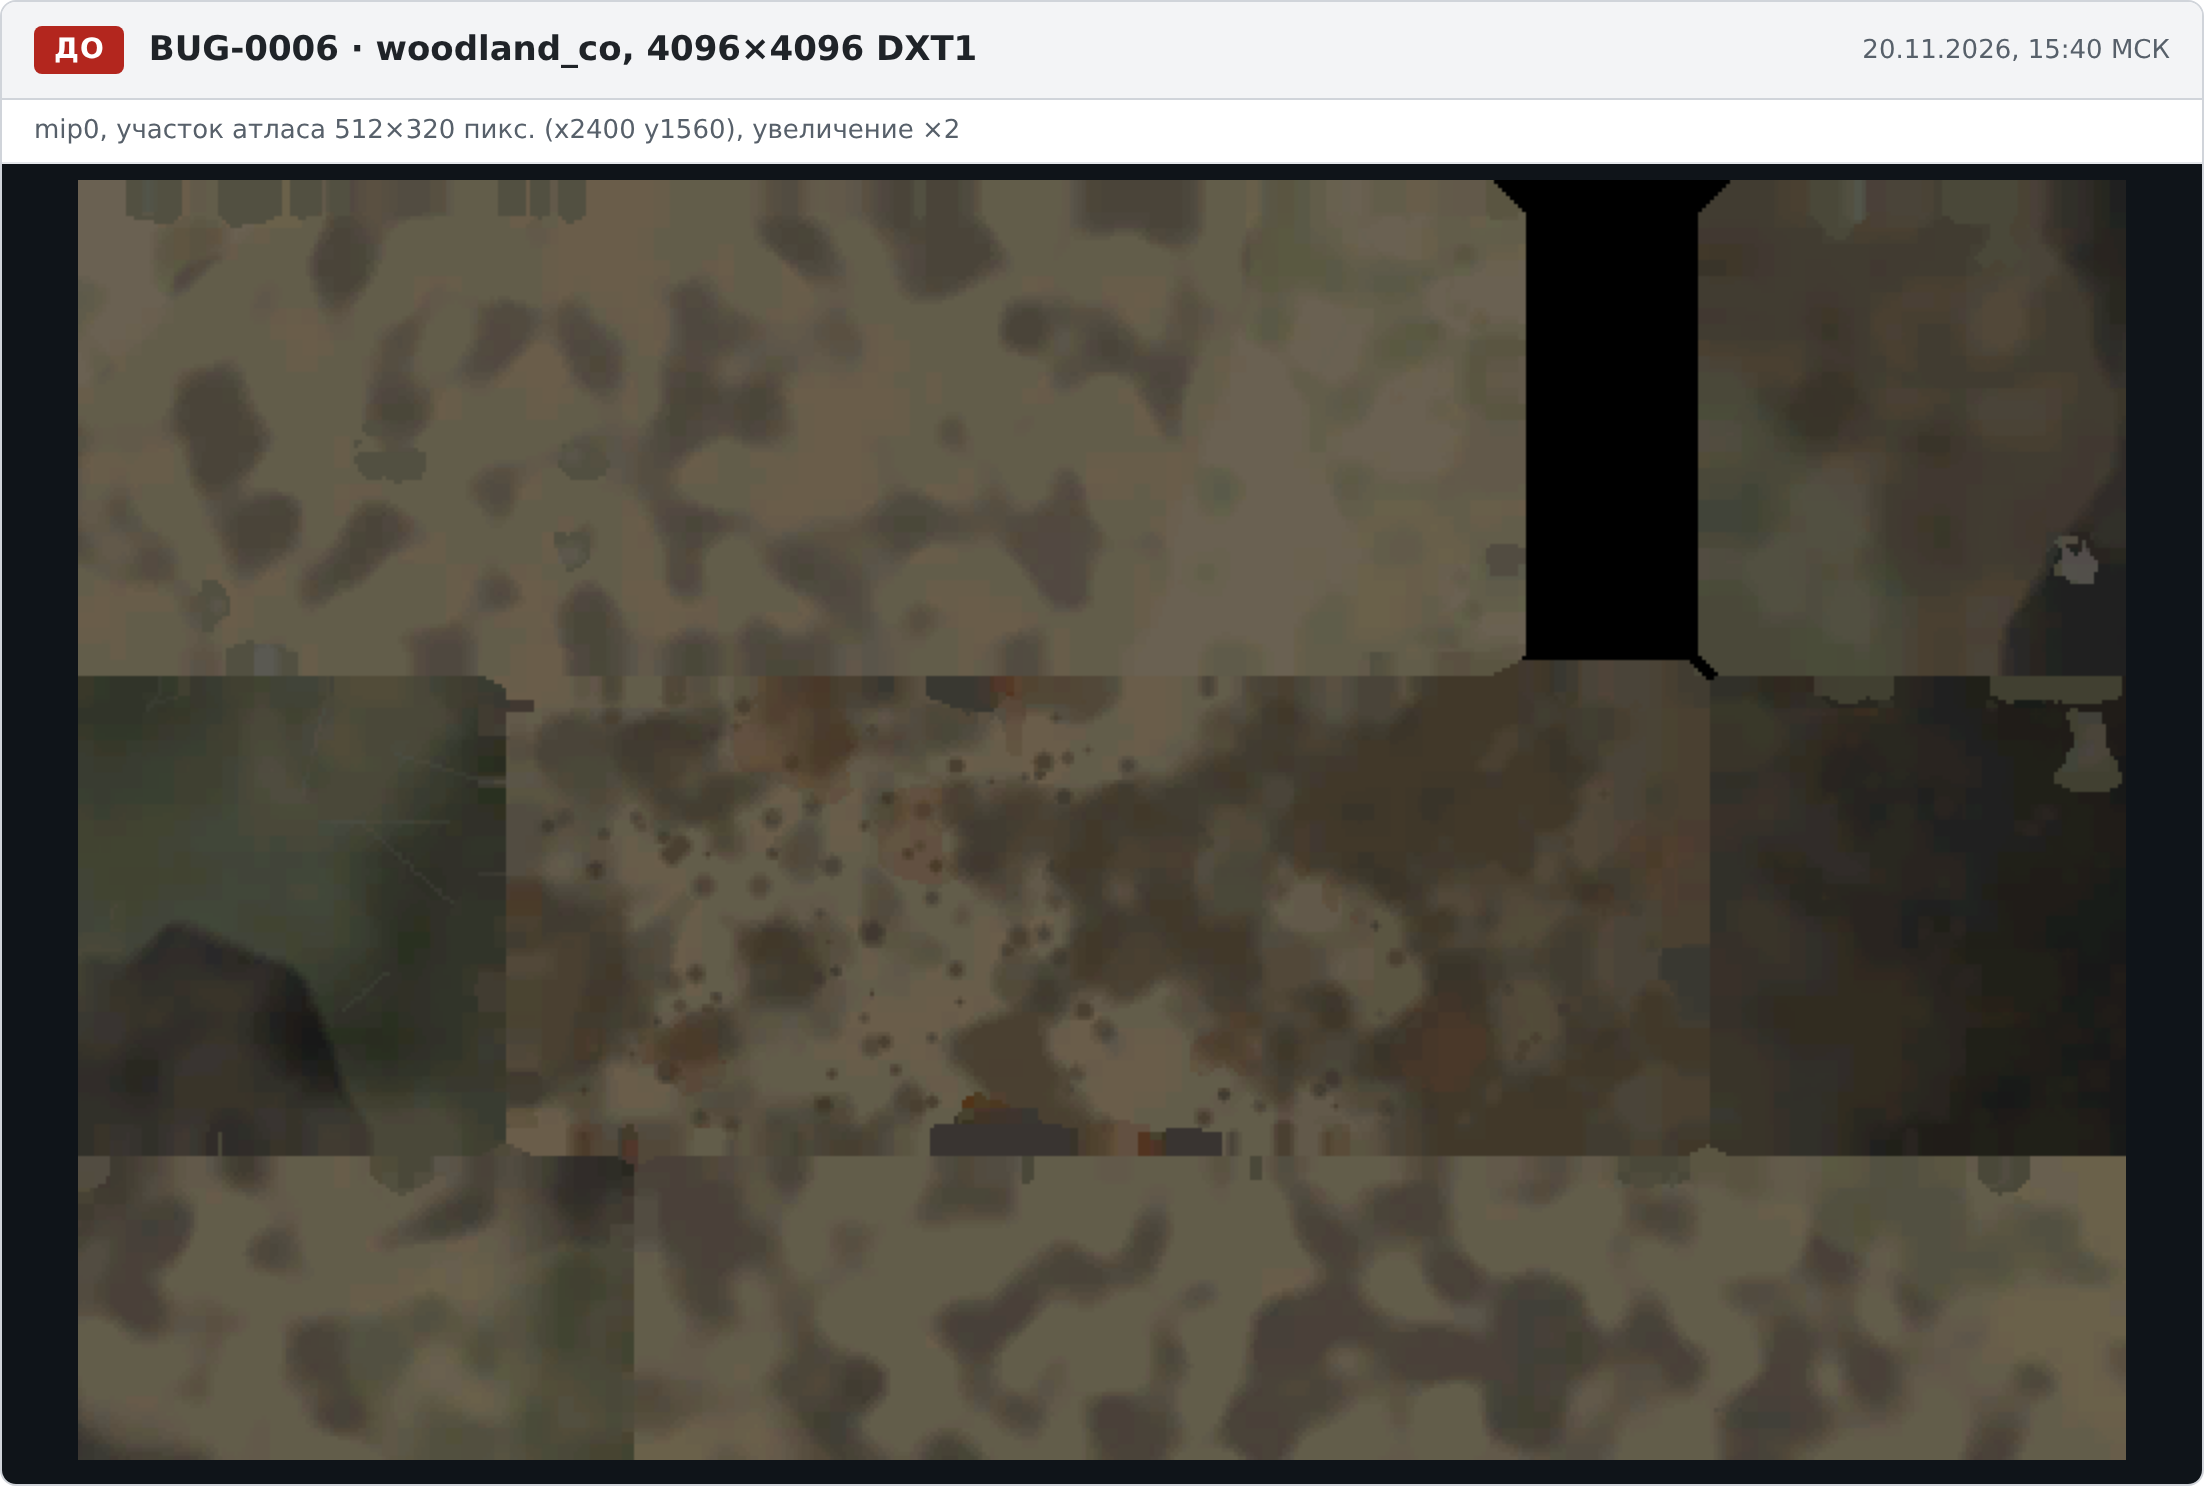 ДО BUG-0006 · woodland_co, 4096×4096 DXT1 20.11.2026, 15:40 МСК
mip0, участок атласа 512×320 пикс. (x2400 y1560), увеличение ×2